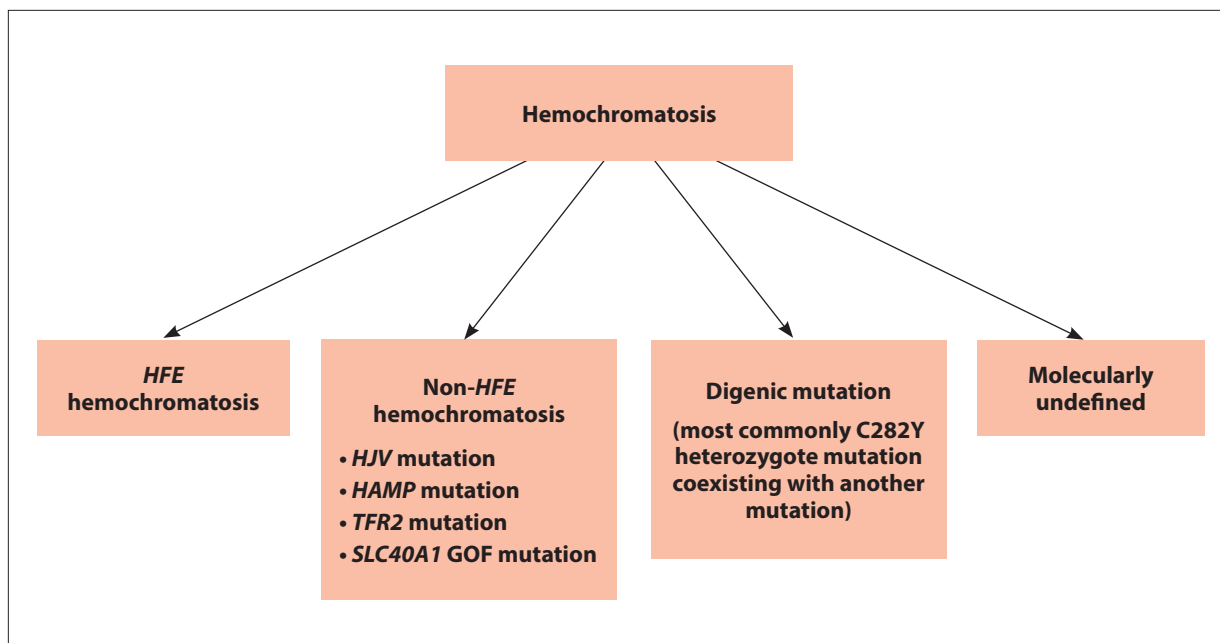 Hemochromatosis
HFE
hemochromatosis
Non-HFE
hemochromatosis
• HJV mutation
• HAMP mutation
• TFR2 mutation
• SLC40A1 GOF mutation
Digenic mutation
(most commonly C282Y
heterozygote mutation
coexisting with another
mutation)
Molecularly
undefined